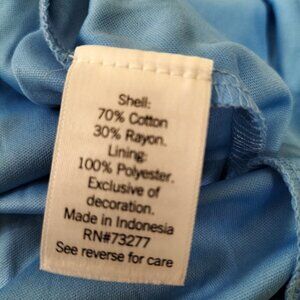 Shell:
70% Cotton
30% Rayon.
Lining:
100% Polyester.
Exclusive of
decoration.
Made in Indonesia
RN#73277
See reverse for care